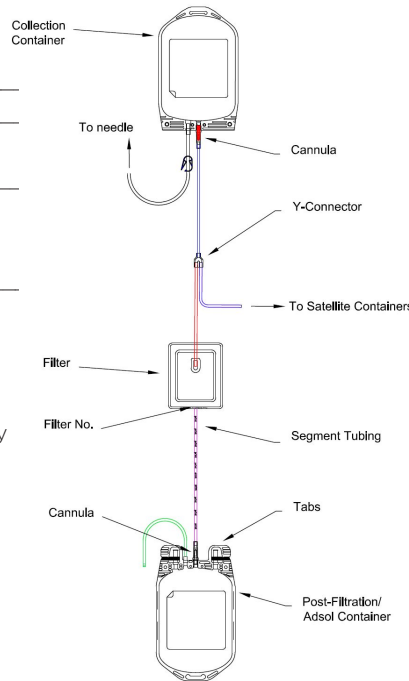 Collection
Container
To needle
Cannula
Y-Connector
To Satellite Containers
Filter
Filter No.
Segment Tubing
Cannula
Tabs
Post-Filtration/
Adsol Container